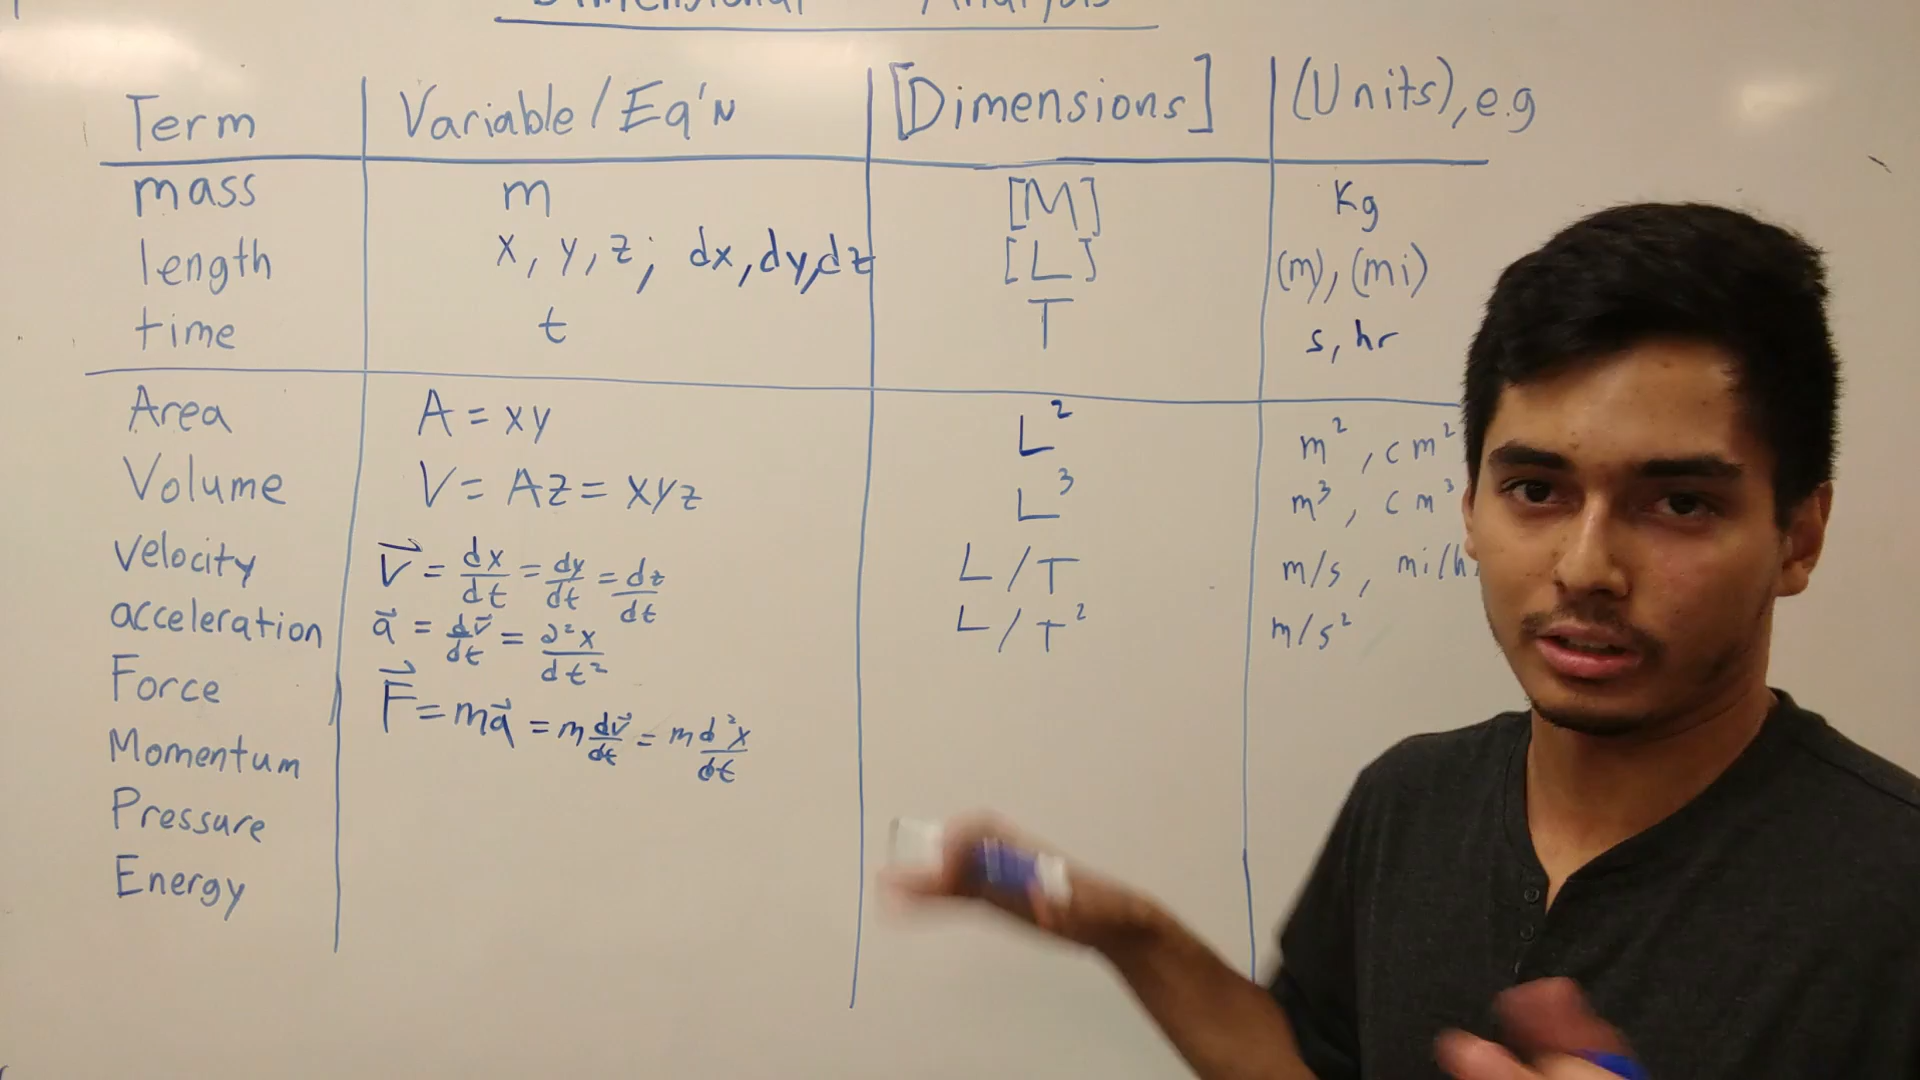 Dimensional Analysis
Term Variable/Eq'N [Dimensions] (Units), e.g
mass m [M] Kg
length x, y, z; dx, dy, dz [L] (m), (mi)
time t T s, hr
Area A = xy L² m², cm²
Volume V = Az = xyz L³ m³, cm³
Velocity V⃗ = dx/dt = dy/dt = dz/dt L/T m/s, mi/h
acceleration a⃗ = dv⃗/dt = d²x/dt² L/T² m/s²
Force F⃗ = ma⃗ = m dv⃗/dt = m d²x/dt
Momentum
Pressure
Energy